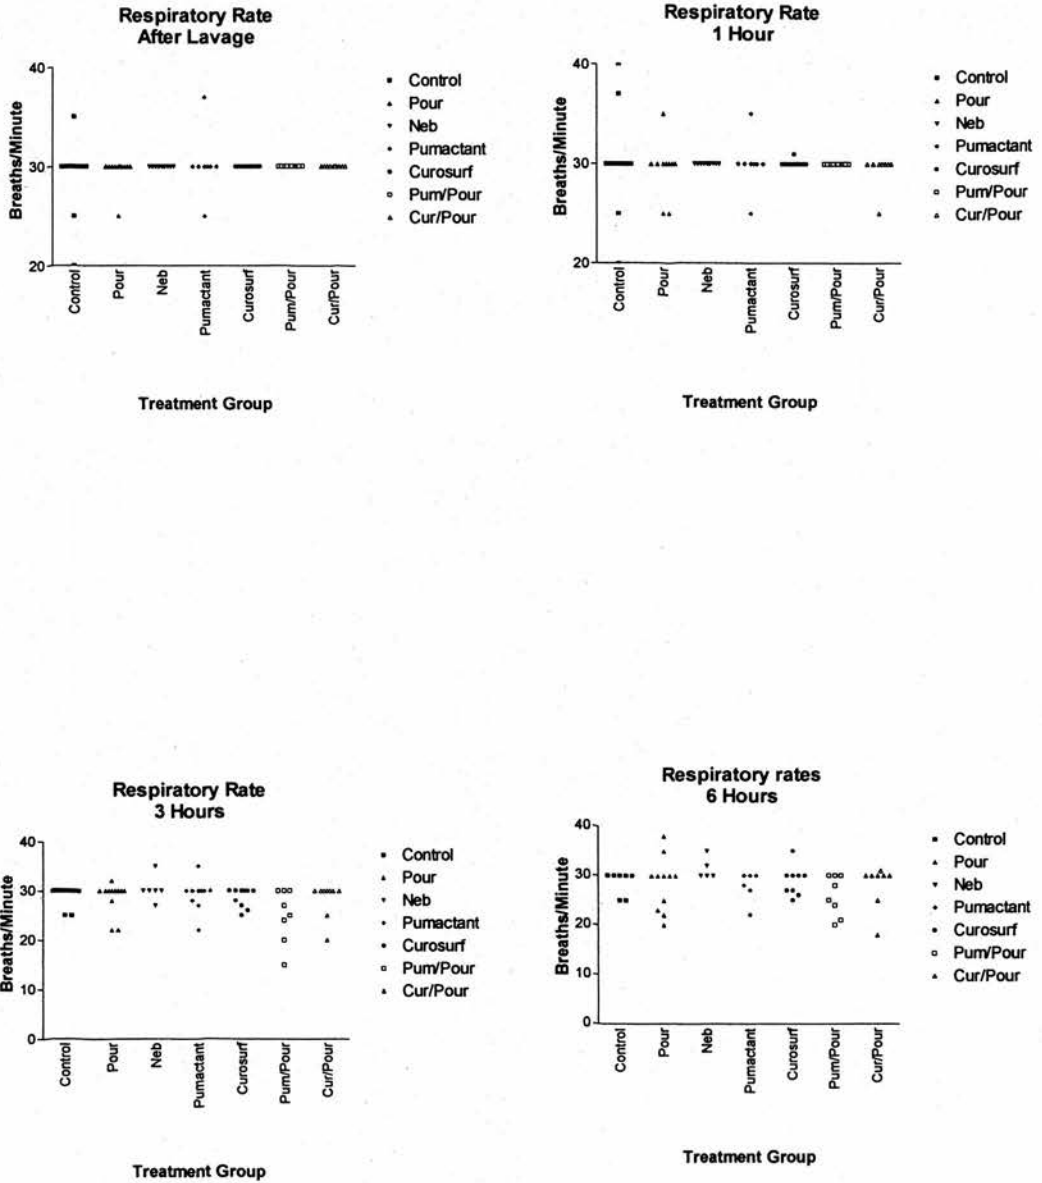 Respiratory Rate
After Lavage
Breaths/Minute
40
30
20
Control
Pour
Neb
Pumactant
Curosurf
Pum/Pour
Cur/Pour
Treatment Group
Control
Pour
Neb
Pumactant
Curosurf
Pum/Pour
Cur/Pour
Respiratory Rate
1 Hour
Breaths/Minute
40
30
20
Control
Pour
Neb
Pumactant
Curosurf
Pum/Pour
Cur/Pour
Treatment Group
Control
Pour
Neb
Pumactant
Curosurf
Pum/Pour
Cur/Pour
Respiratory Rate
3 Hours
Breaths/Minute
40
30
20
10
0
Control
Pour
Neb
Pumactant
Curosurf
Pum/Pour
Cur/Pour
Treatment Group
Control
Pour
Neb
Pumactant
Curosurf
Pum/Pour
Cur/Pour
Respiratory rates
6 Hours
Breaths/Minute
40
30
20
10
0
Control
Pour
Neb
Pumactant
Curosurf
Pum/Pour
Cur/Pour
Treatment Group
Control
Pour
Neb
Pumactant
Curosurf
Pum/Pour
Cur/Pour